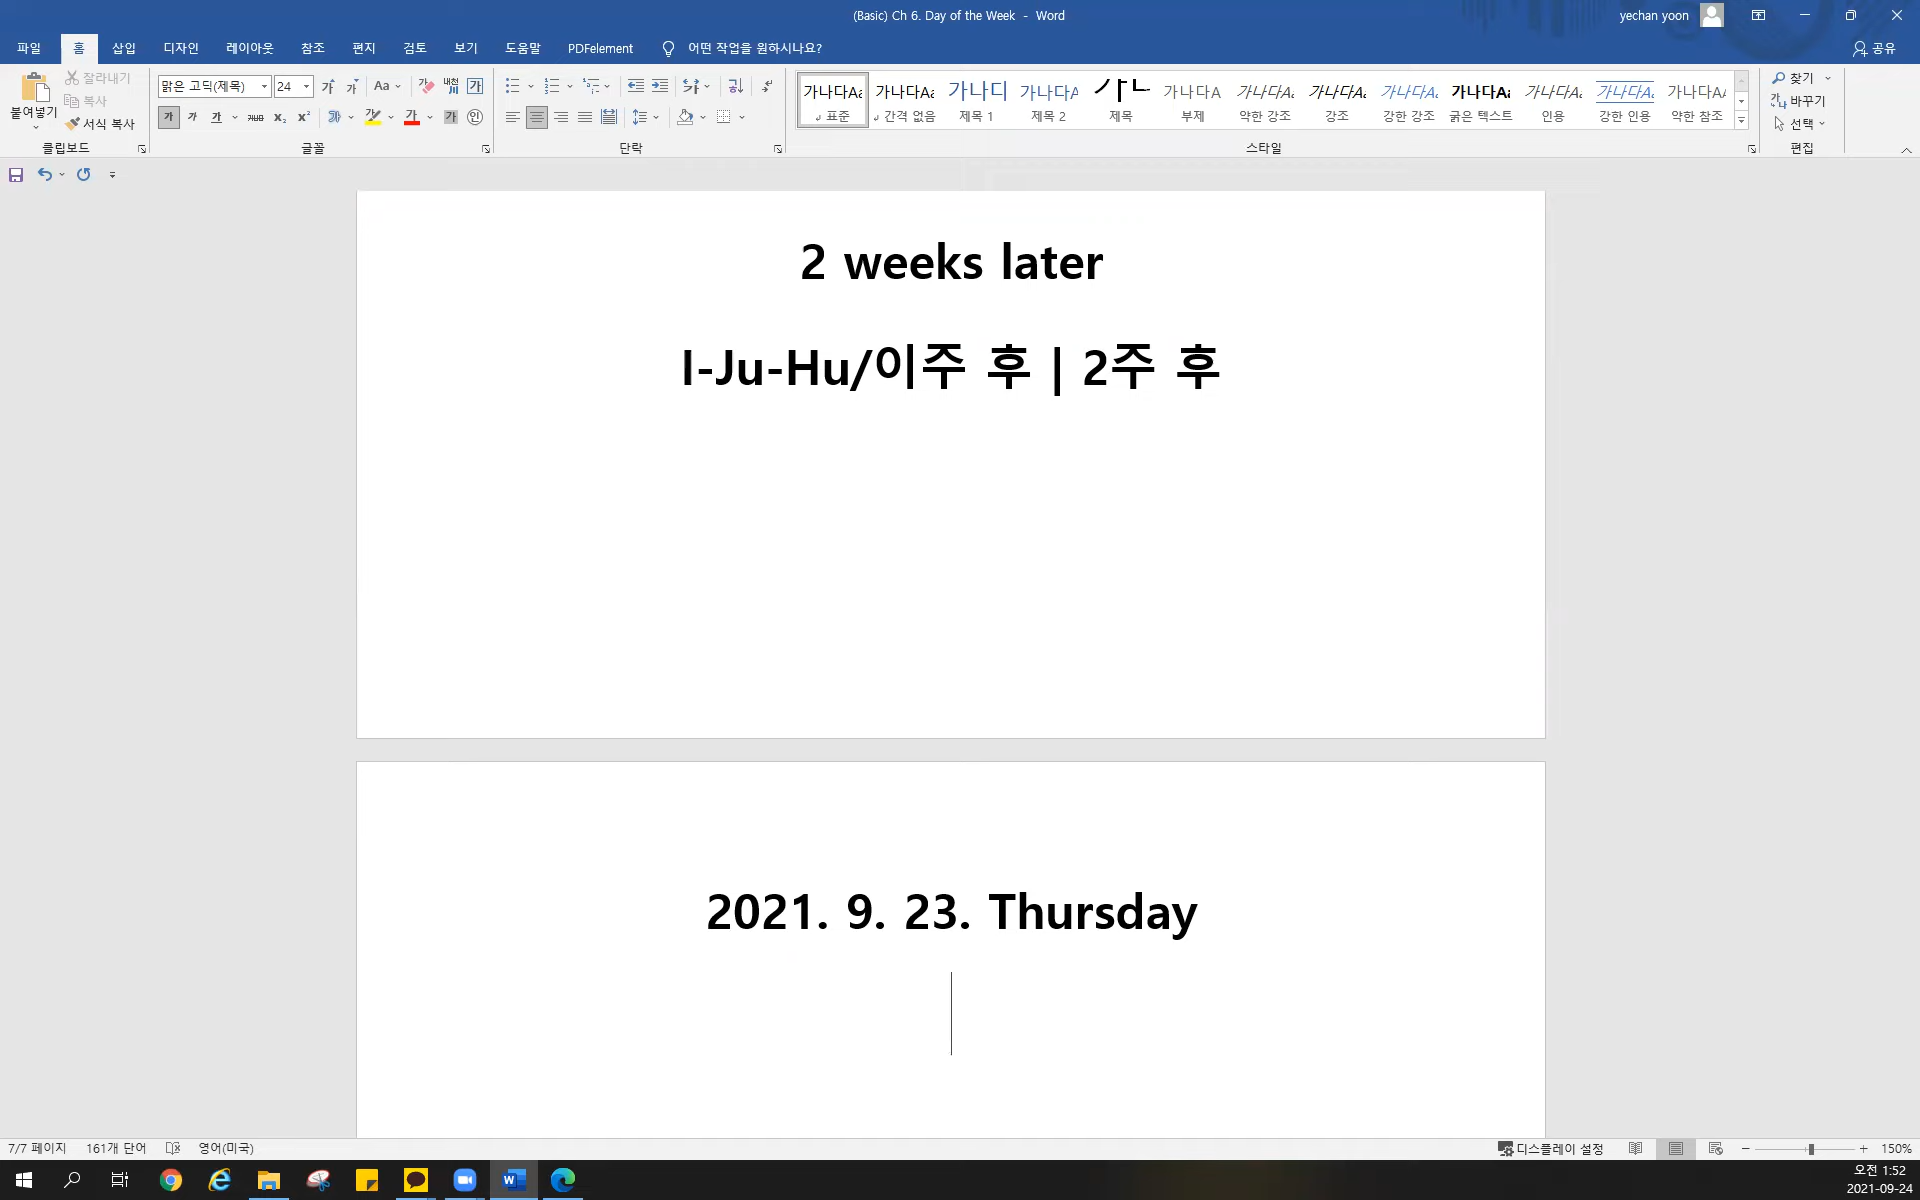 (Basic) Ch 6. Day of the Week - Word
yechan yoon
파일 홈 삽입 디자인 레이아웃 참조 편지 검토 보기 도움말 PDFelement 어떤 작업을 원하시나요? 공유
붙여넣기
잘라내기
복사
서식 복사
클립보드
맑은 고딕(제목) 24
글꼴
단락
가나다Aa 가나다Aa 가나디 가나다A 가나다A 가나다Aa 가나다Aa 가나다Aa 가나다Aa 가나다Aa 가나다Aa 가나다Aa
표준 간격 없음 제목 1 제목 2 제목 부제 약한 강조 강조 강한 강조 굵은 텍스트 인용 강한 인용 약한 참조
스타일
찾기
바꾸기
선택
편집
2 weeks later
I-Ju-Hu/이주 후 | 2주 후
2021. 9. 23. Thursday
7/7 페이지 161개 단어 영어(미국) 디스플레이 설정 150%
오전 1:52
2021-09-24